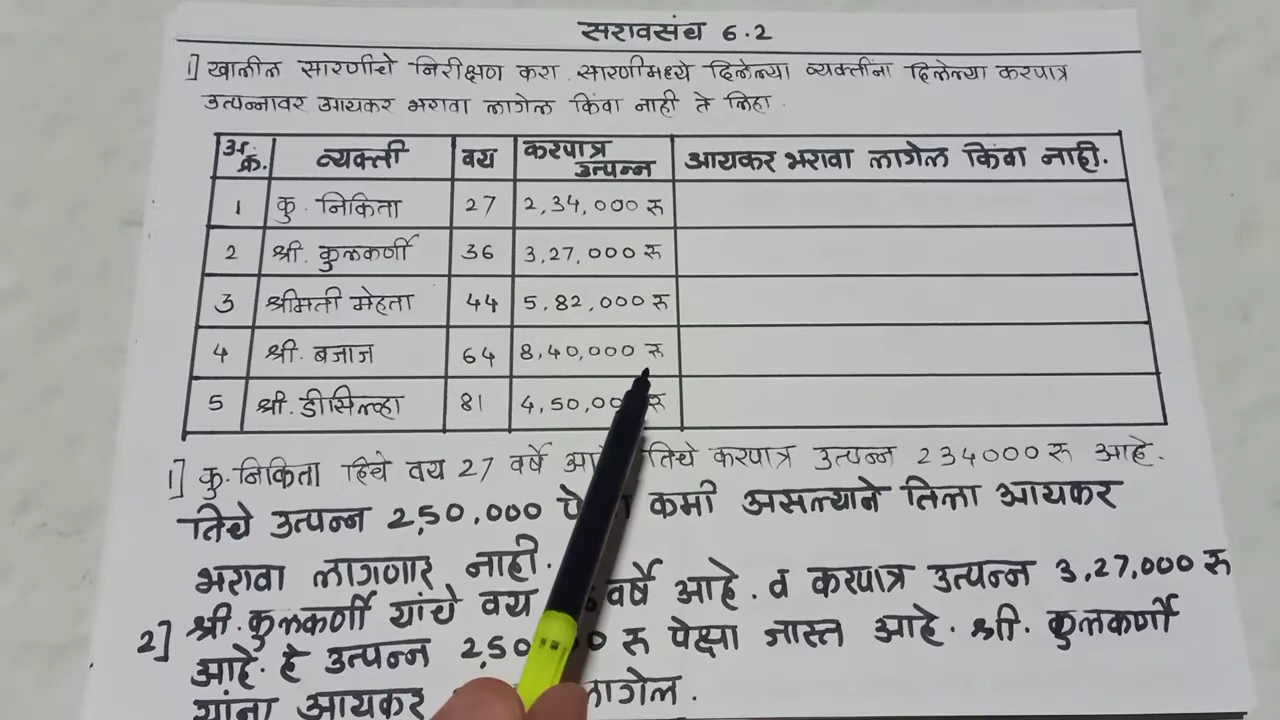 सरावसंच 6.2
1] खालील सारणीचे निरीक्षण करा. सारणीमध्ये दिलेल्या व्यक्तींना दिलेल्या करपात्र
उत्पन्नावर आयकर भरावा लागेल किंवा नाही ते लिहा.
अ. क्र. व्यक्ती वय करपात्र उत्पन्न आयकर भरावा लागेल किंवा नाही.
1 कु. निकिता 27 2,34,000 रु
2 श्री. कुलकर्णी 36 3,27,000 रु
3 श्रीमती मेहता 44 5,82,000 रु
4 श्री. बजाज 64 8,40,000 रु
5 श्री. डीसिल्व्हा 81 4,50,00 रु
1] कु. निकिता हिचे वय 27 वर्षे तिचे करपात्र उत्पन्न 234000 रु आहे.
तिचे उत्पन्न 2,50,000 कमी असल्याने तिला आयकर
भरावा लागणार नाही.
2] श्री. कुलकर्णी यांचे वय वर्षे आहे. व करपात्र उत्पन्न 3,27,000 रु
आहे. हे उत्पन्न रु पेक्षा जास्त आहे. श्री. कुलकर्णी
यांना आयकर लागेल.